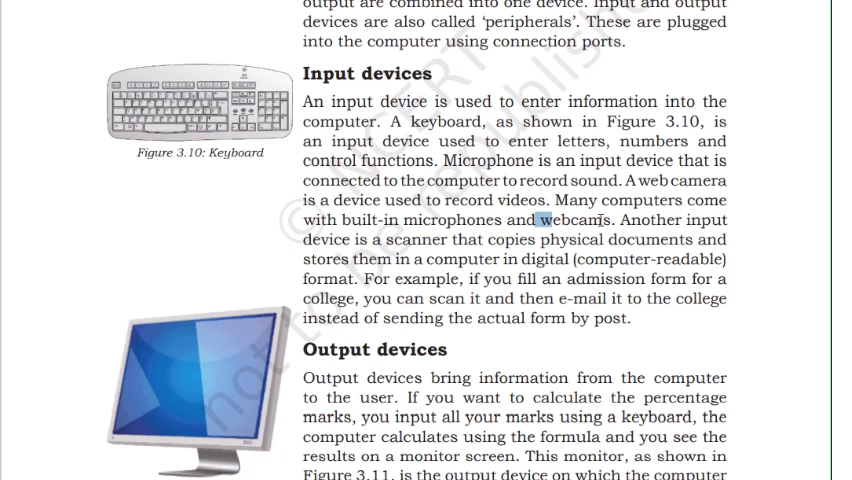 output are combined into one device. Input and output
devices are also called ‘peripherals’. These are plugged
into the computer using connection ports.
Input devices
An input device is used to enter information into the
computer. A keyboard, as shown in Figure 3.10, is
an input device used to enter letters, numbers and
control functions. Microphone is an input device that is
connected to the computer to record sound. A web camera
is a device used to record videos. Many computers come
with built-in microphones and webcams. Another input
device is a scanner that copies physical documents and
stores them in a computer in digital (computer-readable)
format. For example, if you fill an admission form for a
college, you can scan it and then e-mail it to the college
instead of sending the actual form by post.
Figure 3.10: Keyboard
Output devices
Output devices bring information from the computer
to the user. If you want to calculate the percentage
marks, you input all your marks using a keyboard, the
computer calculates using the formula and you see the
results on a monitor screen. This monitor, as shown in
Figure 3.11, is the output device on which the computer
© NCERT
not to be republishe